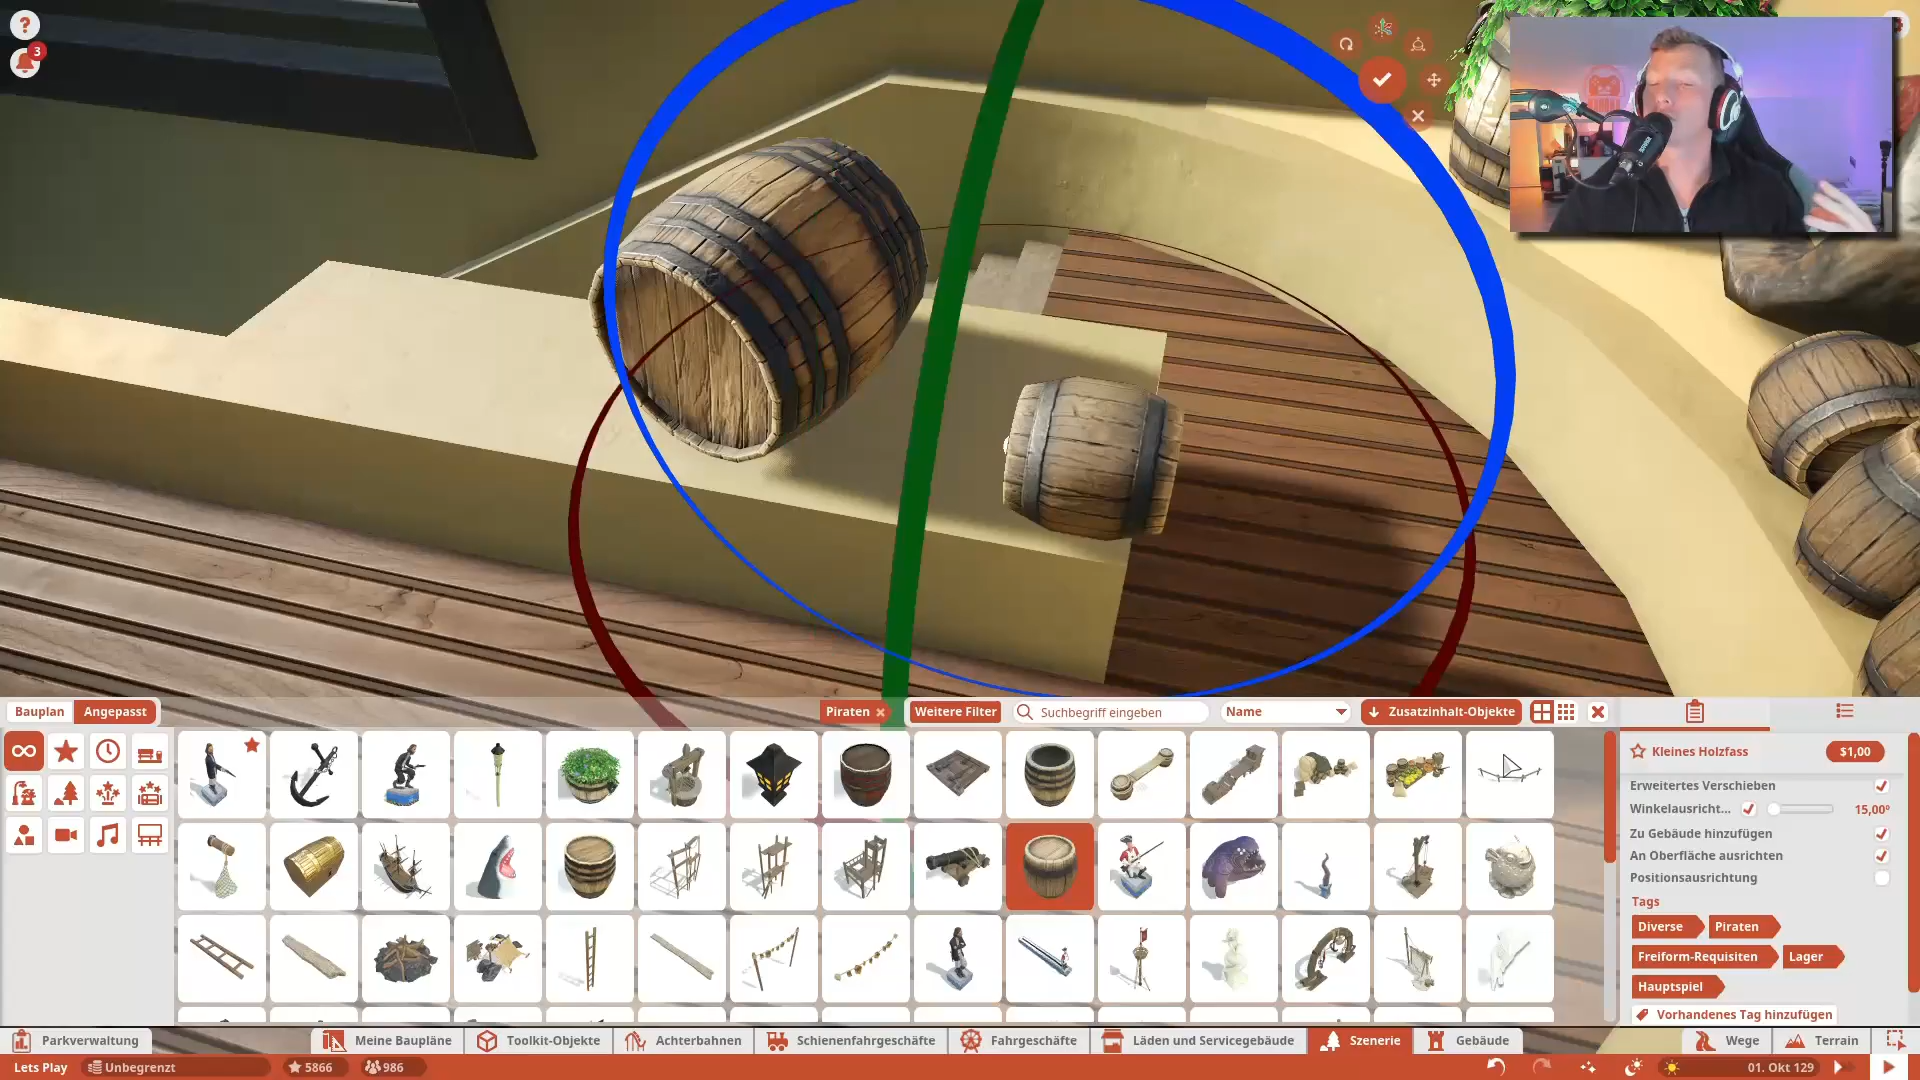 ?
3
Bauplan Angepasst Piraten × Weitere Filter Suchbegriff eingeben Name Zusatzinhalt-Objekte
Kleines Holzfass $1,00
Erweitertes Verschieben
Winkelausricht... 15,00°
Zu Gebäude hinzufügen
An Oberfläche ausrichten
Positionsausrichtung
Tags
Diverse Piraten
Freiform-Requisiten Lager
Hauptspiel
Vorhandenes Tag hinzufügen
Parkverwaltung Meine Baupläne Toolkit-Objekte Achterbahnen Schienenfahrgeschäfte Fahrgeschäfte Läden und Servicegebäude Szenerie Gebäude Wege Terrain
Lets Play Unbegrenzt 5866 986 01. Okt 129